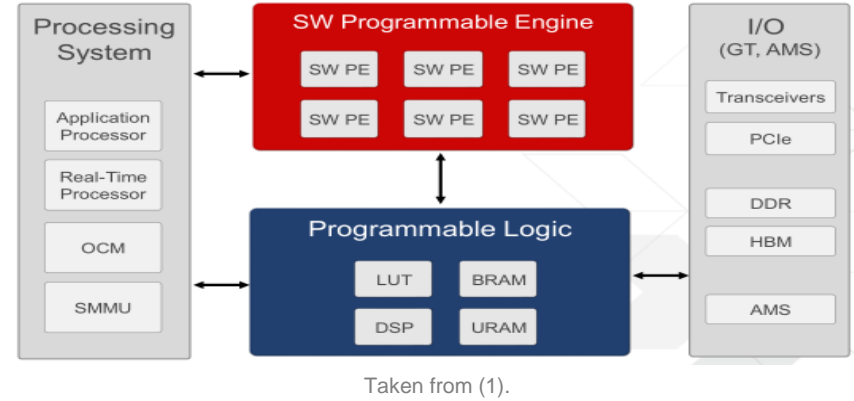 Processing
System
Application
Processor
Real-Time
Processor
OCM
SMMU
SW Programmable Engine
SW PE SW PE SW PE
SW PE SW PE SW PE
Programmable Logic
LUT BRAM
DSP URAM
I/O
(GT, AMS)
Transceivers
PCIe
DDR
HBM
AMS
Taken from (1).